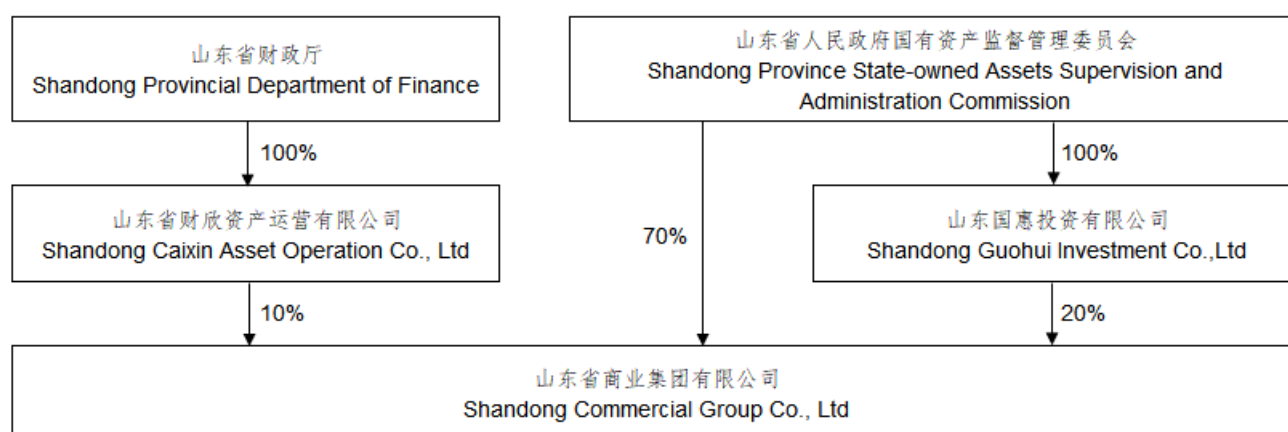 山东省财政厅
Shandong Provincial Department of Finance
山东省人民政府国有资产监督管理委员会
Shandong Province State-owned Assets Supervision and
Administration Commission
100%
100%
山东省财欣资产运营有限公司
Shandong Caixin Asset Operation Co., Ltd
70%
山东国惠投资有限公司
Shandong Guohui Investment Co.,Ltd
10%
20%
山东省商业集团有限公司
Shandong Commercial Group Co., Ltd